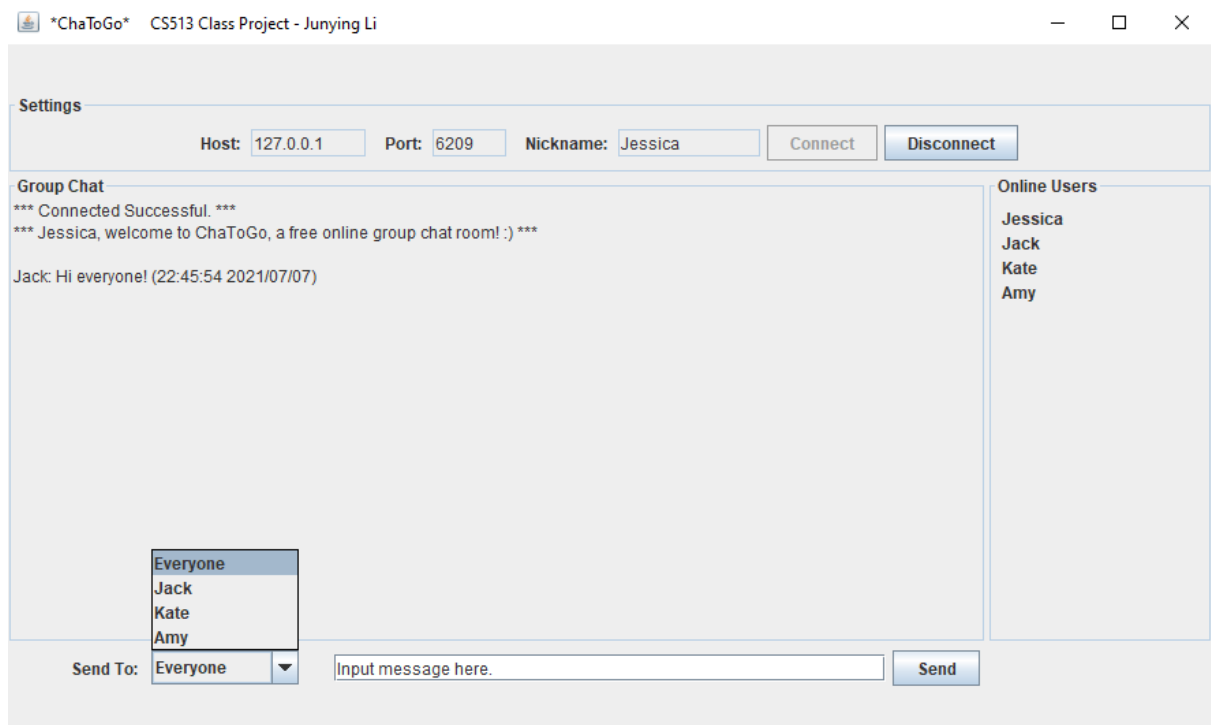 *ChaToGo* CS513 Class Project - Junying Li
Settings
Host: 127.0.0.1 Port: 6209 Nickname: Jessica Connect Disconnect
Group Chat
*** Connected Successful. ***
*** Jessica, welcome to ChaToGo, a free online group chat room! :) ***
Jack: Hi everyone! (22:45:54 2021/07/07)
Online Users
Jessica
Jack
Kate
Amy
Everyone
Jack
Kate
Amy
Send To: Everyone Input message here. Send